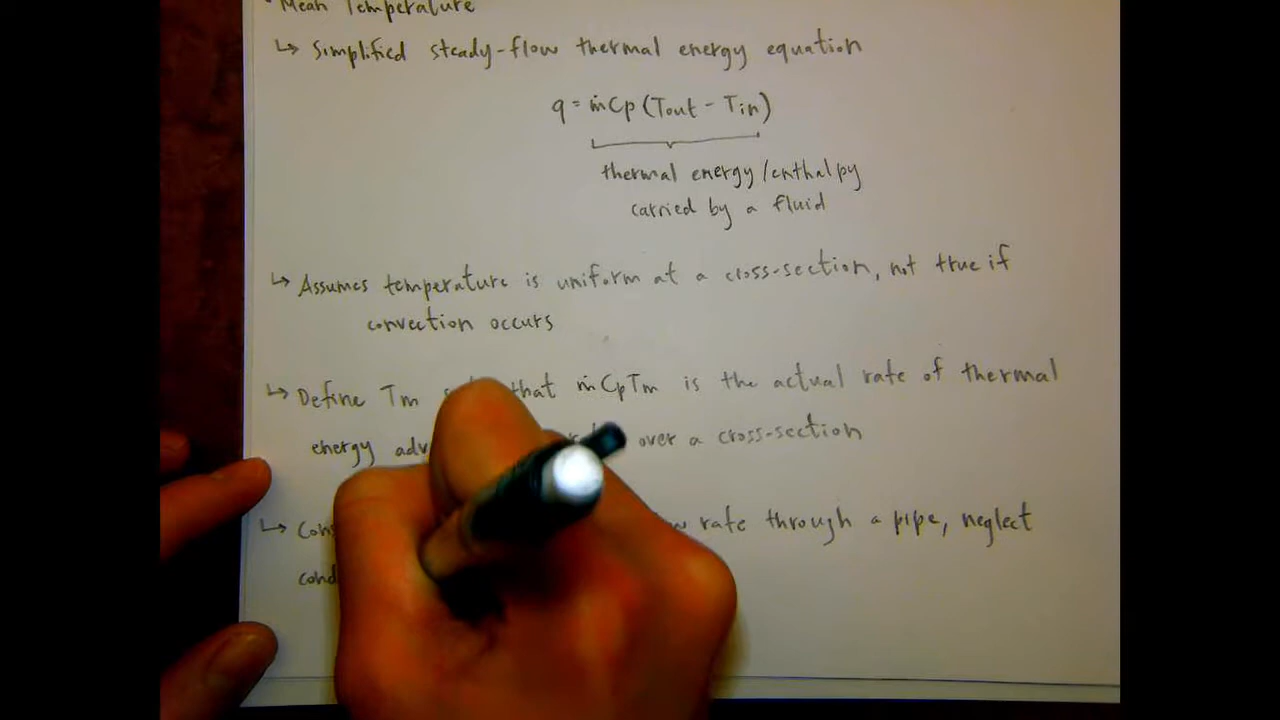 Mean Temperature
↳ Simplified steady-flow thermal energy equation
q = ṁCp (Tout - Tin)
thermal energy/enthalpy
carried by a fluid
↳ Assumes temperature is uniform at a cross-section, not true if
convection occurs
↳ Define Tm that ṁCpTm is the actual rate of thermal
energy over a cross-section
↳ rate through a pipe, neglect